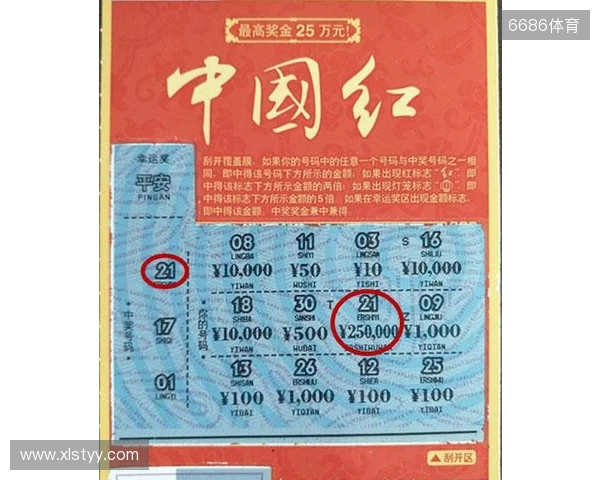 6686体育
最高奖金25万元!
中國红
刮开覆盖膜,如果你的号码中的任意一个号码与中奖号码之一相
同,即中得该号码下方所示的金额;如果出现红标志“红”,即
中得该标志下方所示金额的两倍;如果出现灯笼标志“”,即
中得该标志下方所示金额的5倍;如果在幸运奖区出现金额标志,
即中得该金额。中奖奖金兼中兼得。
幸运奖
平安
PINGAN
中奖号码
21
17
SHIQI
01
LINGYI
你的号码
08 11 03 S 16
LINGBA SHIYI LINGSAN SHILIU
¥10,000 ¥50 ¥10 ¥10,000
YIWAN WUSHI YISHI YIWAN
18 30 T 21 09
SHIBA SANSHI ERSHIYI LINGJIU
¥10,000 ¥500 ¥250,000 Z ¥1,000
YIWAN WUBAI YIQIAN
13 26 12 25
SHISAN ERSHILIU SHIER ERSHIWU
¥100 ¥1,000 ¥100 ¥100
YIBAI YIQIAN YIBAI YIBAI
▲刮开区
www.xlstyy.com